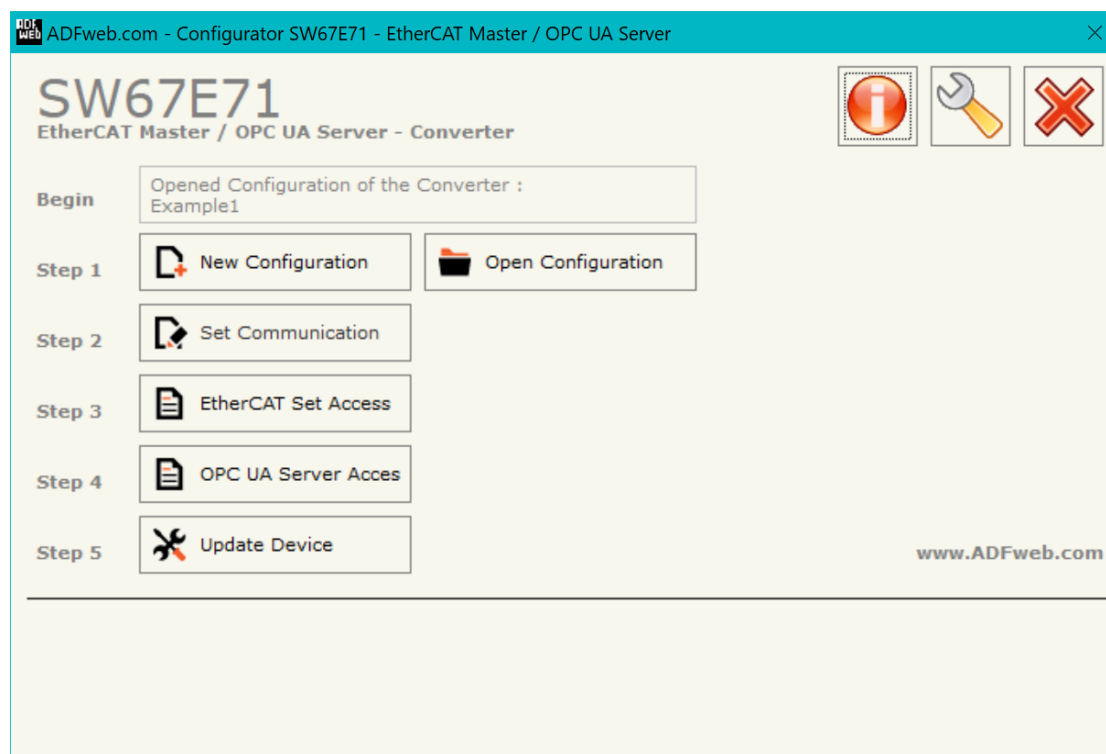 ADF
WEB
ADFweb.com - Configurator SW67E71 - EtherCAT Master / OPC UA Server
SW67E71
EtherCAT Master / OPC UA Server - Converter
Begin
Opened Configuration of the Converter :
Example1
Step 1
New Configuration
Open Configuration
Step 2
Set Communication
Step 3
EtherCAT Set Access
Step 4
OPC UA Server Acces
Step 5
Update Device
www.ADFweb.com